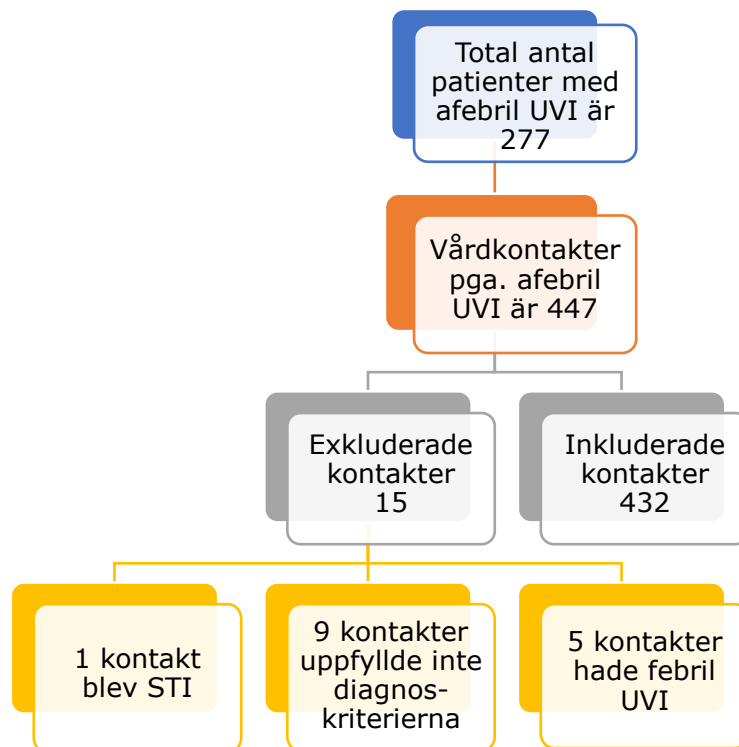 Total antal
patienter med
afebril UVI är
277
Vårdkontakter
pga. afebril
UVI är 447
Exkluderade
kontakter
15
Inkluderade
kontakter
432
1 kontakt
blev STI
9 kontakter
uppfyllde inte
diagnos-
kriterierna
5 kontakter
hade febril
UVI